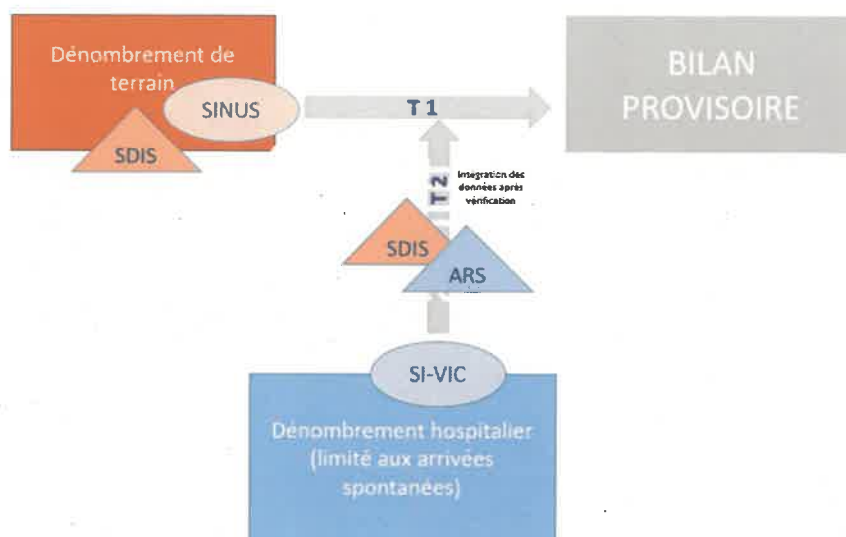 Dénombrement de
terrain
SINUS
SDIS
T 1
BILAN
PROVISOIRE
T 2
Intégration des
données après
vérification
SDIS
ARS
SI-VIC
Dénombrement hospitalier
(limité aux arrivées
spontanées)